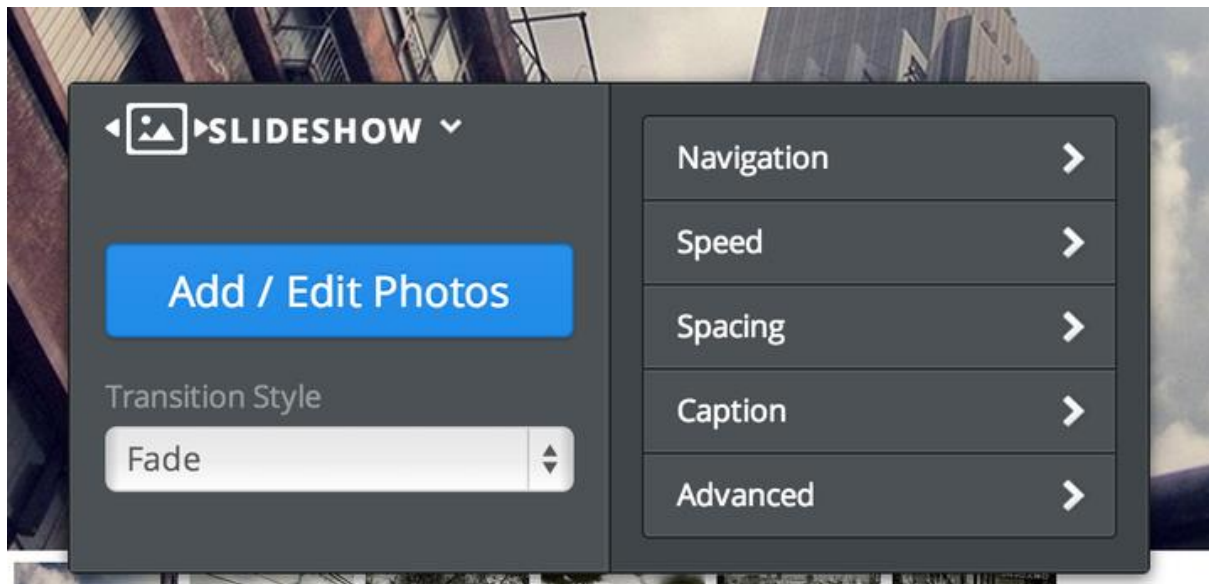 SLIDESHOW
Add / Edit Photos
Transition Style
Fade
Navigation
Speed
Spacing
Caption
Advanced